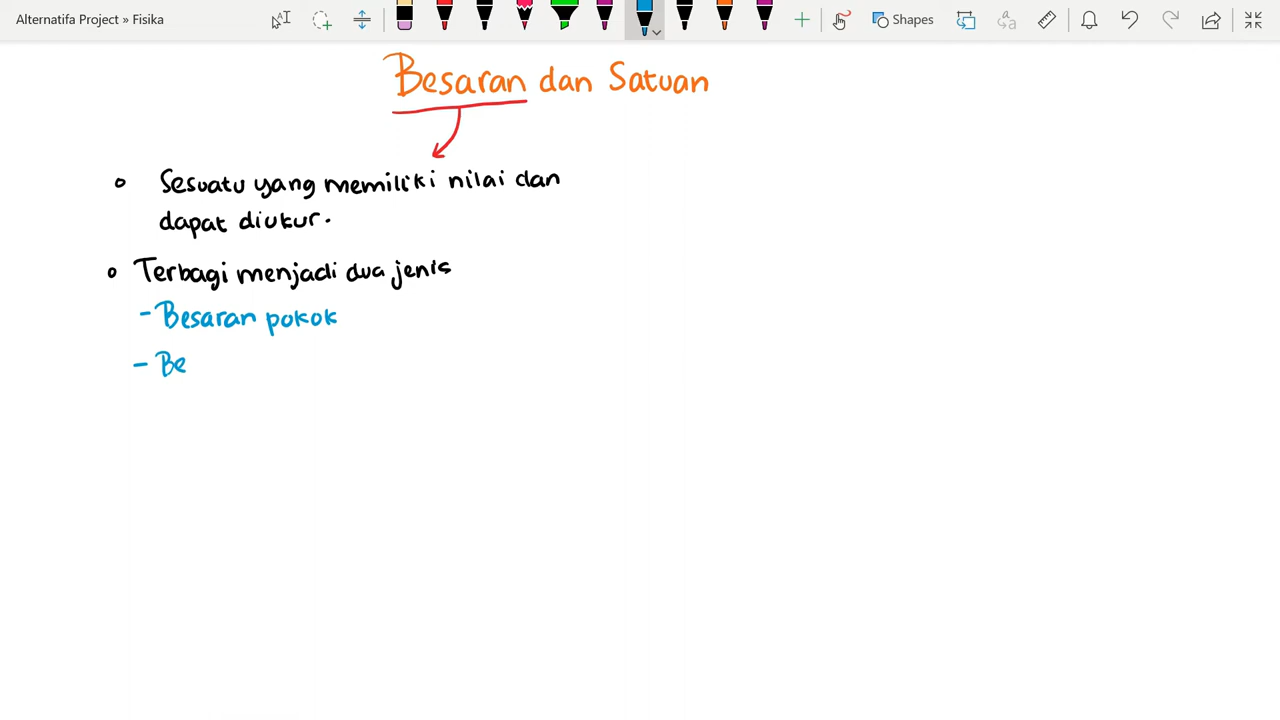 Alternatifa Project » Fisika
Shapes
Besaran dan Satuan
Sesuatu yang memiliki nilai dan
dapat diukur.
Terbagi menjadi dua jenis
- Besaran pokok
- Be